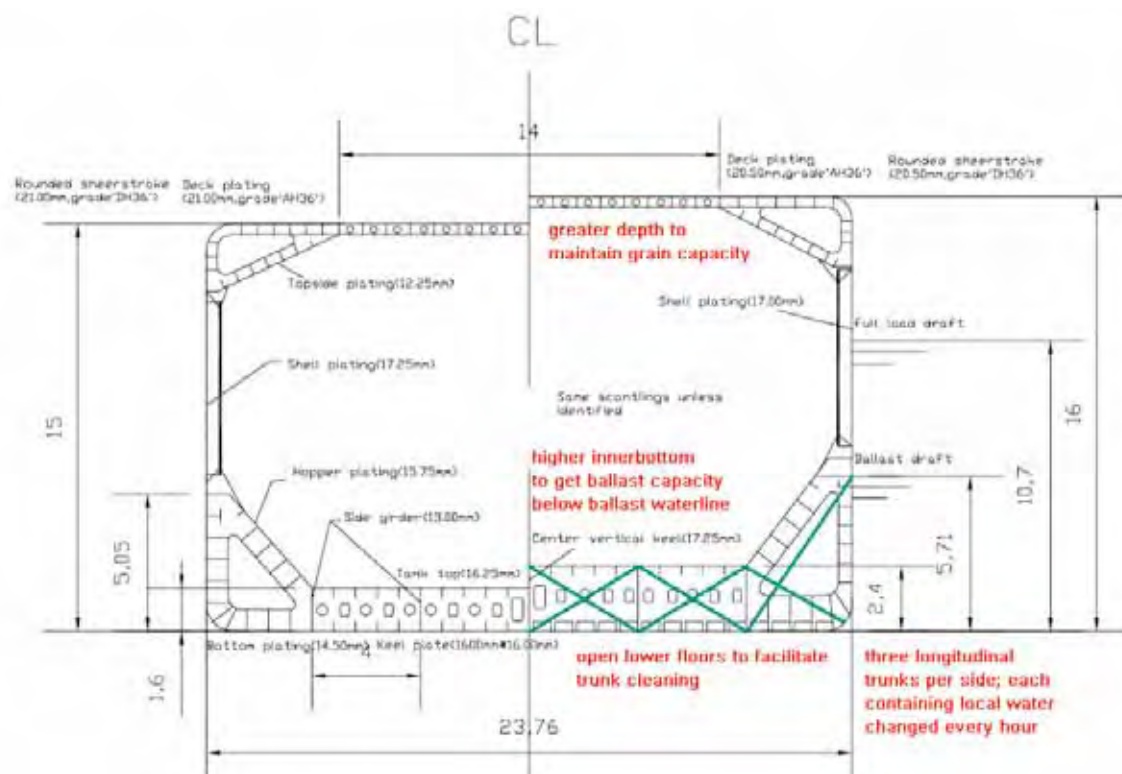 CL
14
Rounded sheerstroke
(21.00mm,grade'DH36')
Deck plating
(21.00mm,grade'AH36')
Deck plating
(20.50mm,grade'AH36')
Rounded sheerstroke
(20.50mm,grade'DH36')
greater depth to
maintain grain capacity
Topside plating(12.25mm)
Shell plating(17.00mm)
Full load draft
Shell plating(17.25mm)
Same scantlings unless
identified
15
16
higher innerbottom
to get ballast capacity
below ballast waterline
Ballast draft
10,7
Hopper plating(15.75mm)
Side girder(13.00mm)
Center vertical keel(17.25mm)
5,05
5,71
Tank top(16.25mm)
2,4
Bottom plating(14.50mm)
Keel plate(1600mm*16.00mm)
4
1,6
open lower floors to facilitate
trunk cleaning
three longitudinal
trunks per side; each
containing local water
changed every hour
23,76